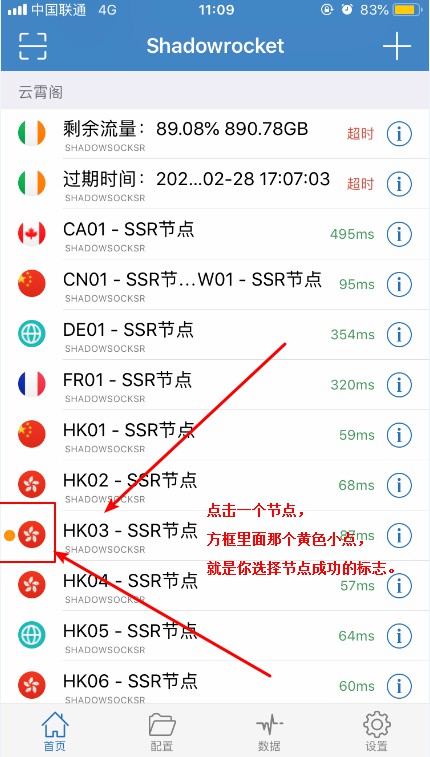 中国联通 4G 11:09 83%
Shadowrocket
云霄阁
剩余流量：89.08% 890.78GB 超时
SHADOWSOCKSR
过期时间：202...02-28 17:07:03 超时
SHADOWSOCKSR
CA01 - SSR节点 495ms
SHADOWSOCKSR
CN01 - SSR节...W01 - SSR节点 95ms
SHADOWSOCKSR
DE01 - SSR节点 354ms
SHADOWSOCKSR
FR01 - SSR节点 320ms
SHADOWSOCKSR
HK01 - SSR节点 59ms
SHADOWSOCKSR
HK02 - SSR节点 68ms
SHADOWSOCKSR
点击一个节点，
HK03 - SSR节点
SHADOWSOCKSR
方框里面那个黄色小点，
就是你选择节点成功的标志。
HK04 - SSR节点 57ms
SHADOWSOCKSR
HK05 - SSR节点 64ms
SHADOWSOCKSR
HK06 - SSR节点 60ms
SHADOWSOCKSR
首页 配置 数据 设置